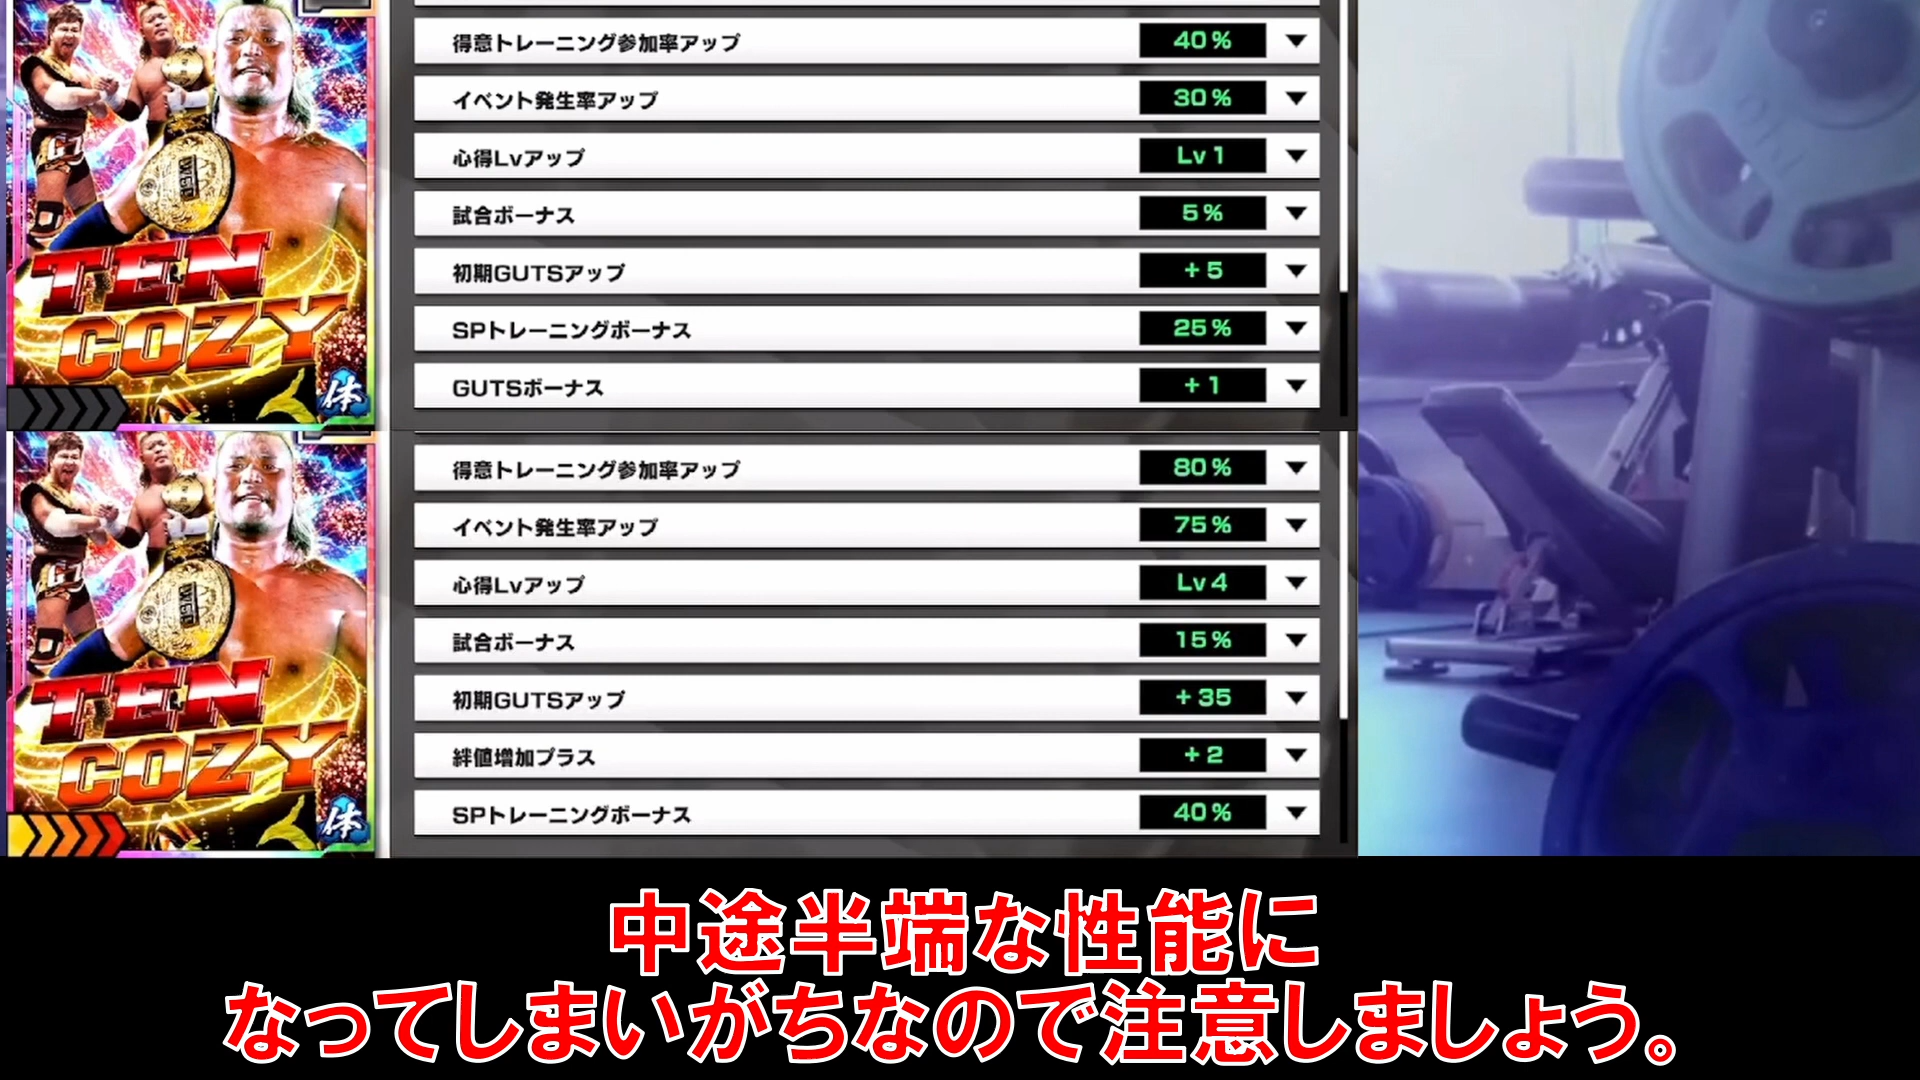 得意トレーニング参加率アップ 40%
イベント発生率アップ 30%
心得Lvアップ Lv1
試合ボーナス 5%
初期GUTSアップ +5
SPトレーニングボーナス 25%
GUTSボーナス +1
TEN
COZY
体
得意トレーニング参加率アップ 80%
イベント発生率アップ 75%
心得Lvアップ Lv4
試合ボーナス 15%
初期GUTSアップ +35
絆値増加プラス +2
SPトレーニングボーナス 40%
TEN
COZY
体
中途半端な性能に
なってしまいがちなので注意しましょう。